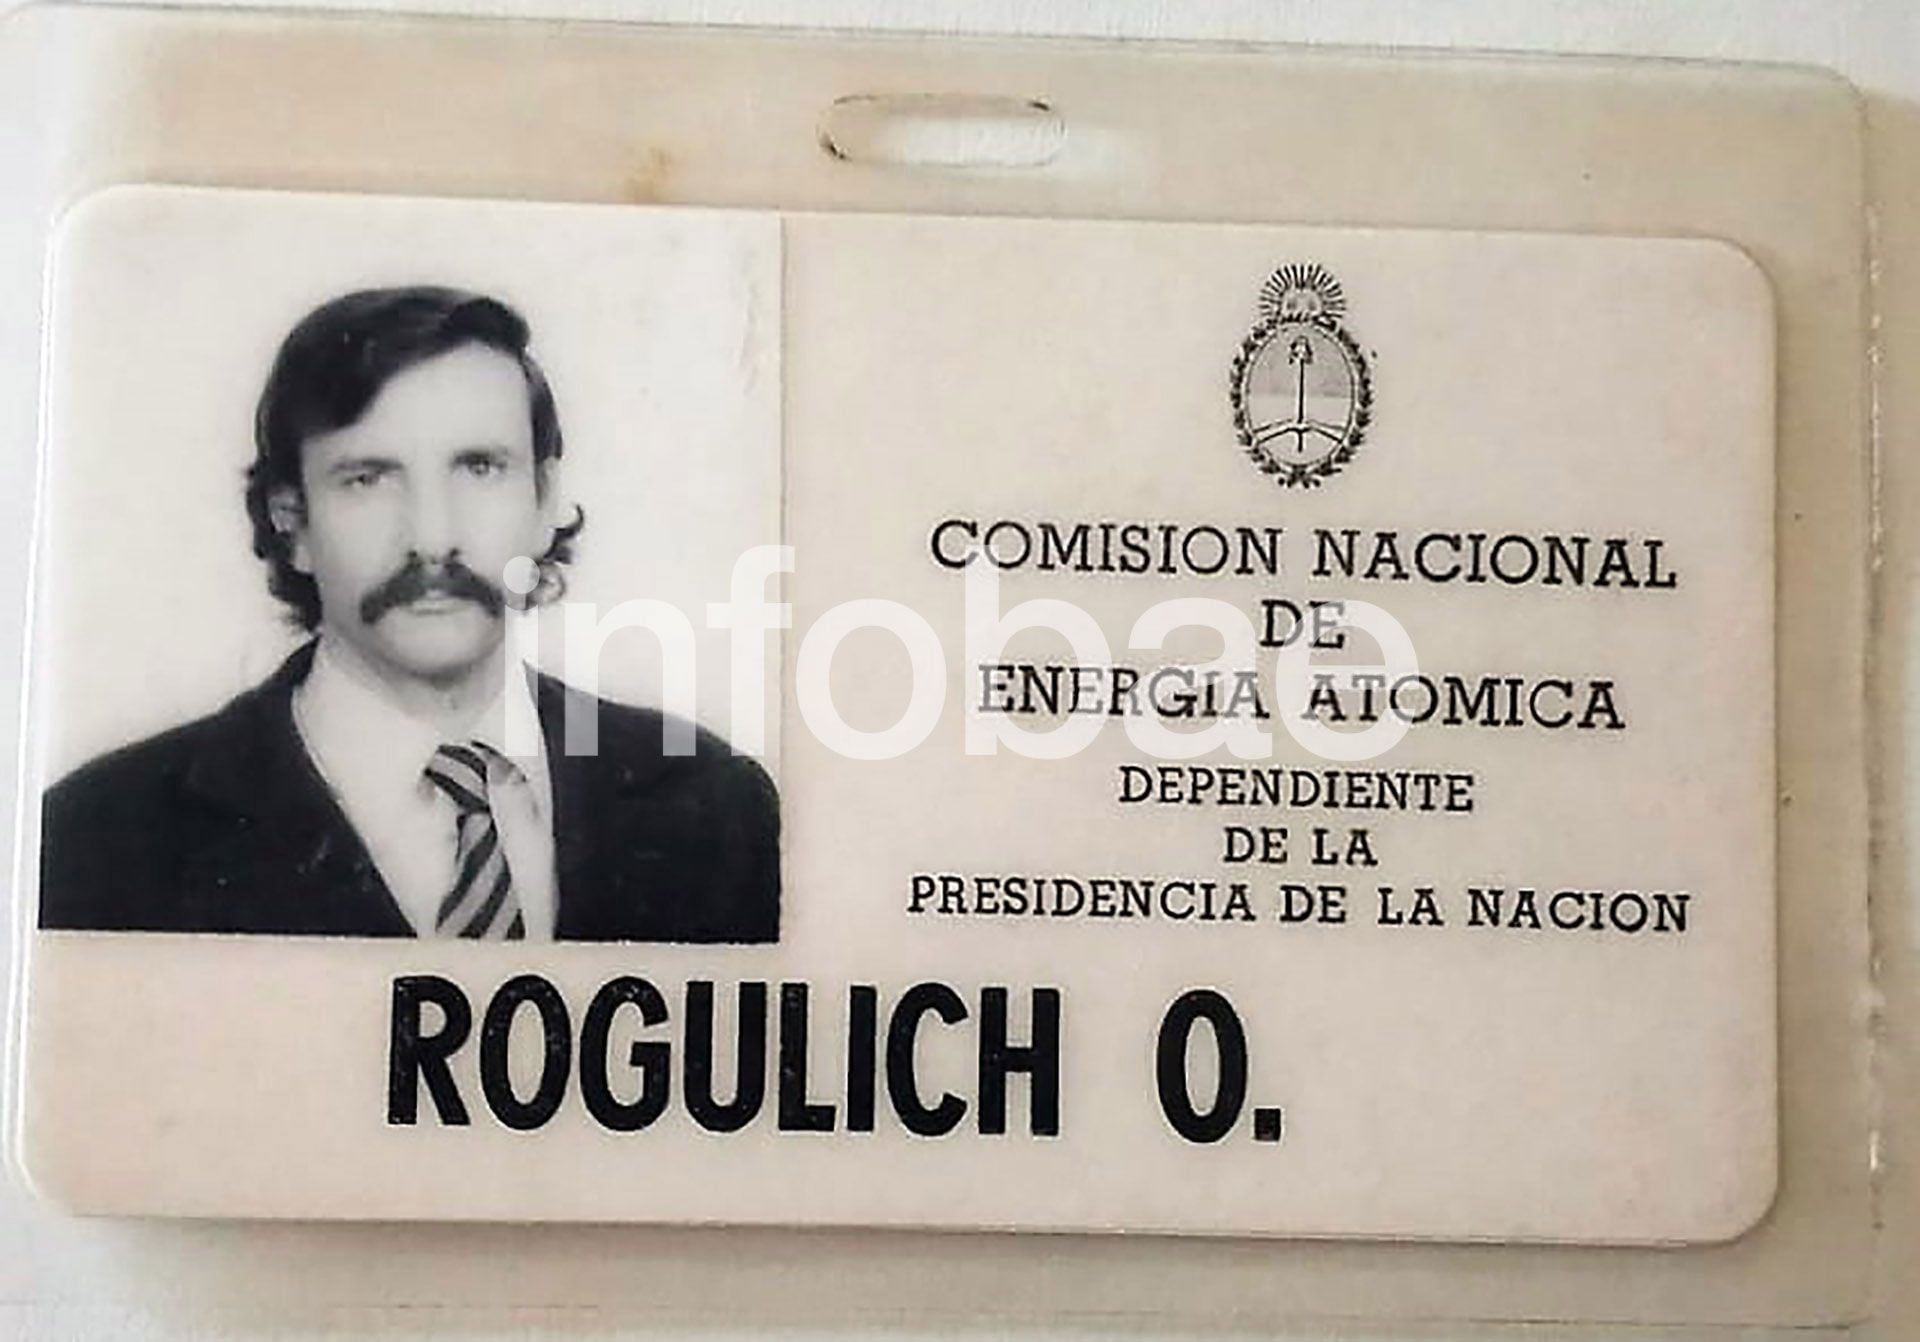 COMISION NACIONAL
DE
ENERGIA ATOMICA
DEPENDIENTE
DE LA
PRESIDENCIA DE LA NACION
ROGULICH O.
infobae